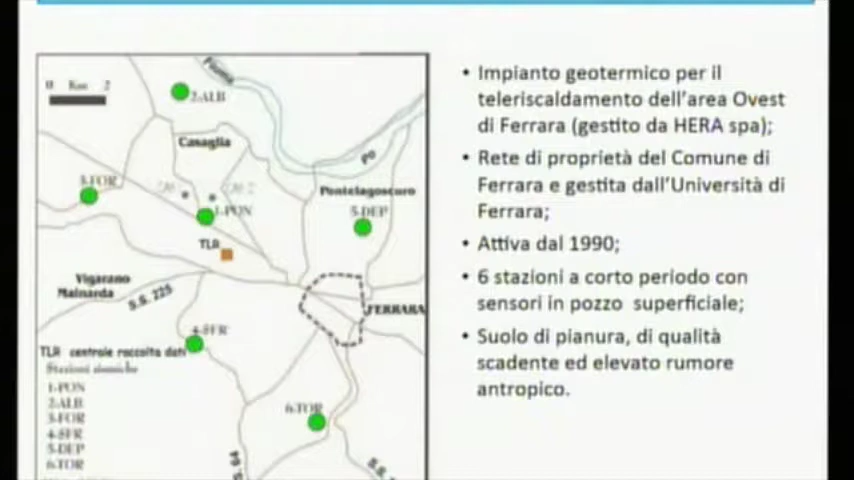 0 Km 2
Fiume
Po
2-ALB
Casaglia
3-FOR
1-PON
Pontelagoscuro
5-DEP
TLR
Vigarano
Mainarda
S.S. 225
FERRARA
4-SFR
TLR centrale raccolta dati
Stazioni sismiche
1-PON
2-ALB
3-FOR
4-SFR
5-DEP
6-TOR
6-TOR
• Impianto geotermico per il
teleriscaldamento dell'area Ovest
di Ferrara (gestito da HERA spa);
• Rete di proprietà del Comune di
Ferrara e gestita dall'Università di
Ferrara;
• Attiva dal 1990;
• 6 stazioni a corto periodo con
sensori in pozzo superficiale;
• Suolo di pianura, di qualità
scadente ed elevato rumore
antropico.